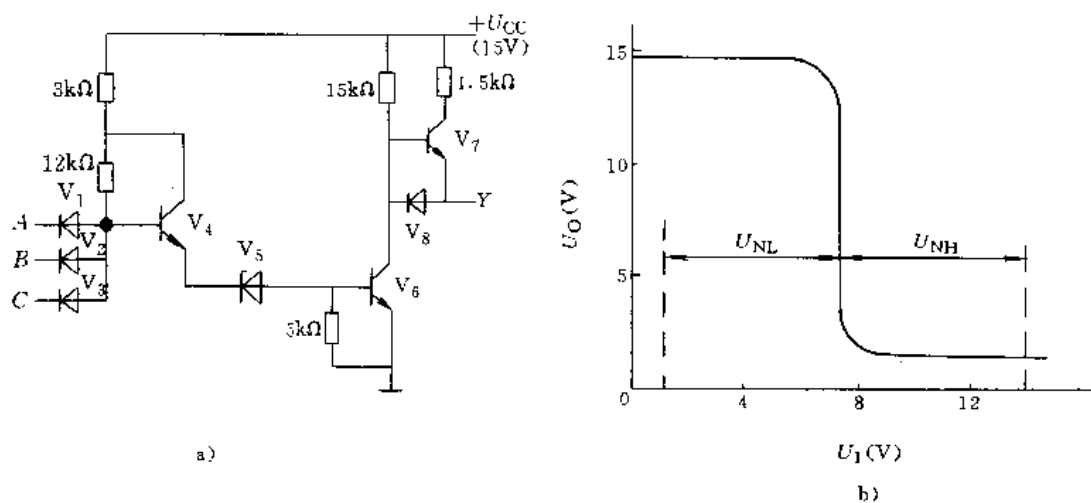 +U_CC
(15V)
3kΩ
15kΩ
1.5kΩ
V7
12kΩ
V1
A
V4
Y
V2
V8
B
V5
V3
V6
C
5kΩ
a)
15
10
5
0
U_O(V)
U_NL
U_NH
4
8
12
U_I(V)
b)